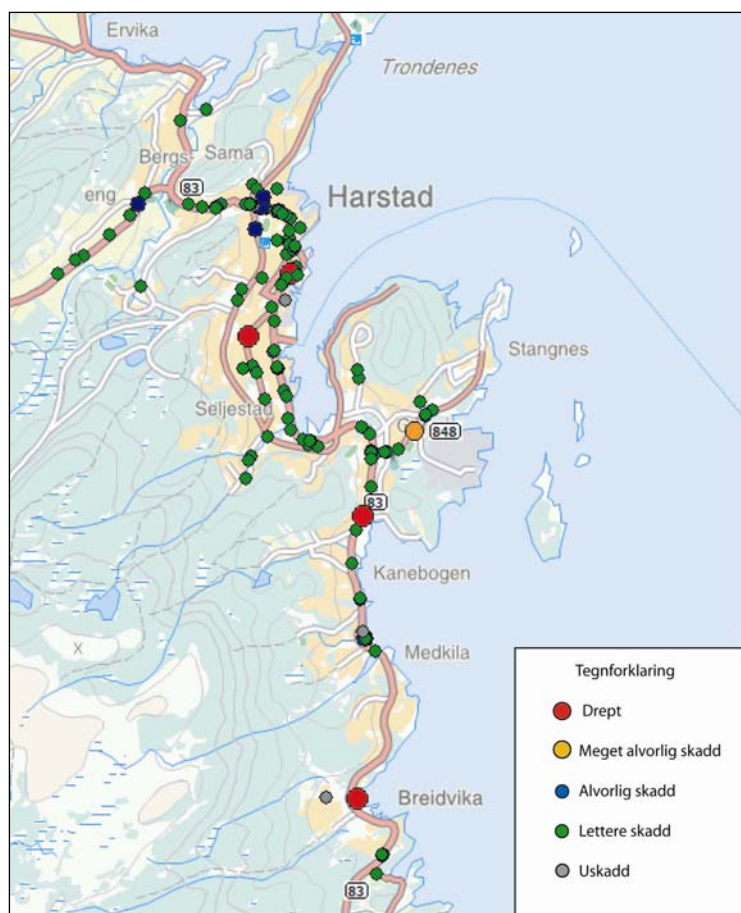 Ervika
Trondenes
Bergs-
Sama
eng
83
Harstad
Stangnes
Seljestad
848
83
Kanebogen
X
Medkila
Breidvika
83
Tegnforklaring
Drept
Meget alvorlig skadd
Alvorlig skadd
Lettere skadd
Uskadd